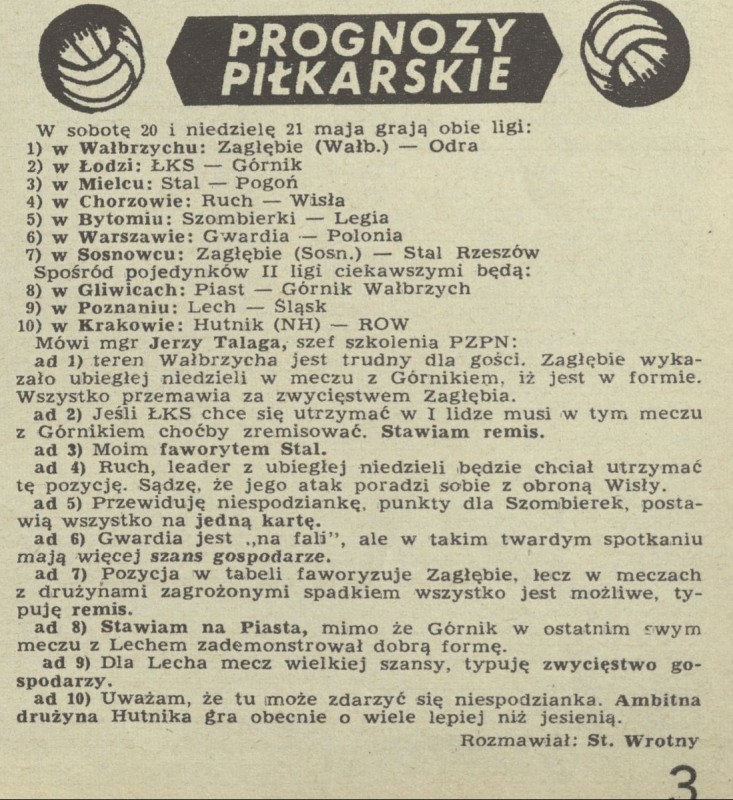 PROGNOZY
PIŁKARSKIE
W sobotę 20 i niedzielę 21 maja grają obie ligi:
1) w Wałbrzychu: Zagłębie (Wałb.) — Odra
2) w Łodzi: ŁKS — Górnik
3) w Mielcu: Stal — Pogoń
4) w Chorzowie: Ruch — Wisła
5) w Bytomiu: Szombierki — Legia
6) w Warszawie: Gwardia — Polonia
7) w Sosnowcu: Zagłębie (Sosn.) — Stal Rzeszów
Spośród pojedynków II ligi ciekawszymi będą:
8) w Gliwicach: Piast — Górnik Wałbrzych
9) w Poznaniu: Lech — Śląsk
10) w Krakowie: Hutnik (NH) — ROW
Mówi mgr Jerzy Talaga, szef szkolenia PZPN:
ad 1) teren Wałbrzycha jest trudny dla gości. Zagłębie wyka-
zało ubiegłej niedzieli w meczu z Górnikiem, iż jest w formie.
Wszystko przemawia za zwycięstwem Zagłębia.
ad 2) Jeśli ŁKS chce się utrzymać w I lidze musi w tym meczu
z Górnikiem choćby zremisować. Stawiam remis.
ad 3) Moim faworytem Stal.
ad 4) Ruch, leader z ubiegłej niedzieli będzie chciał utrzymać
tę pozycję. Sądzę, że jego atak poradzi sobie z obroną Wisły.
ad 5) Przewiduję niespodziankę, punkty dla Szombierek, posta-
wią wszystko na jedną kartę.
ad 6) Gwardia jest „na fali”, ale w takim twardym spotkaniu
mają więcej szans gospodarze.
ad 7) Pozycja w tabeli faworyzuje Zagłębie, lecz w meczach
z drużynami zagrożonymi spadkiem wszystko jest możliwe, ty-
puję remis.
ad 8) Stawiam na Piasta, mimo że Górnik w ostatnim swym
meczu z Lechem zademonstrował dobrą formę.
ad 9) Dla Lecha mecz wielkiej szansy, typuję zwycięstwo go-
spodarzy.
ad 10) Uważam, że tu może zdarzyć się niespodzianka. Ambitna
drużyna Hutnika gra obecnie o wiele lepiej niż jesienią.
Rozmawiał: St. Wrotny
3